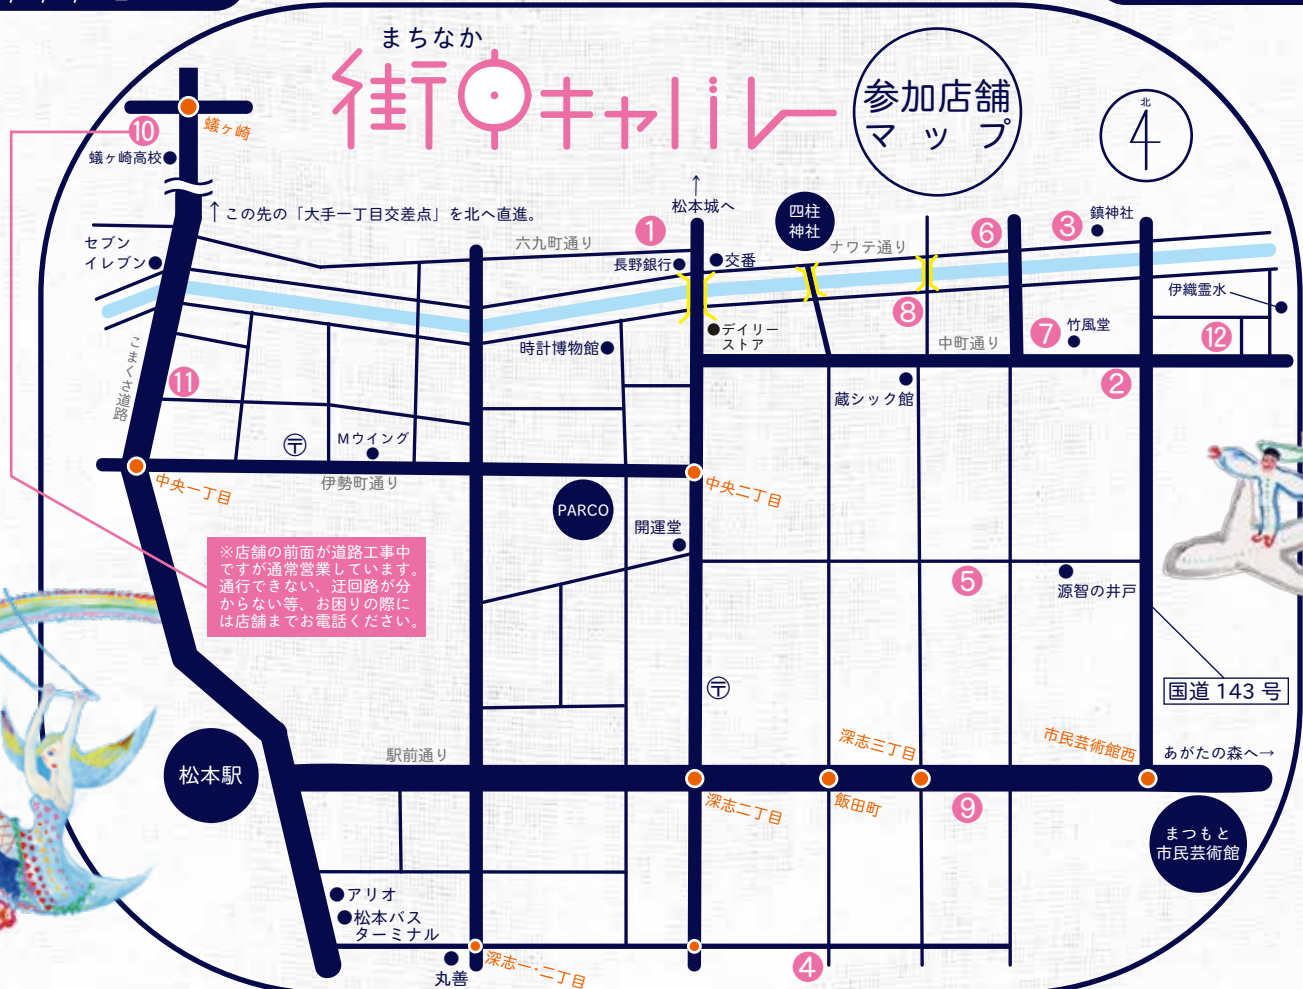 まちなか
街中キャバレー
参加店舗
マップ
北
蟻ヶ崎
10
蟻ヶ崎高校
↑この先の「大手一丁目交差点」を北へ直進。
↑
松本城へ
四柱
神社
1
六九町通り
長野銀行
交番
ナワテ通り
6
3
鎮神社
セブン
イレブン
伊織霊水
8
デイリー
ストア
時計博物館
中町通り
7
竹風堂
12
こまくさ道路
11
2
蔵シック館
〒
Mウイング
中央一丁目
伊勢町通り
中央二丁目
PARCO
開運堂
※店舗の前面が道路工事中
ですが通常営業しています。
通行できない、迂回路が分
からない等、お困りの際に
は店舗までお電話ください。
5
源智の井戸
〒
国道 143 号
松本駅
駅前通り
深志三丁目
市民芸術館西
あがたの森へ→
深志二丁目
飯田町
9
まつもと
市民芸術館
アリオ
松本バス
ターミナル
丸善
深志一・二丁目
4